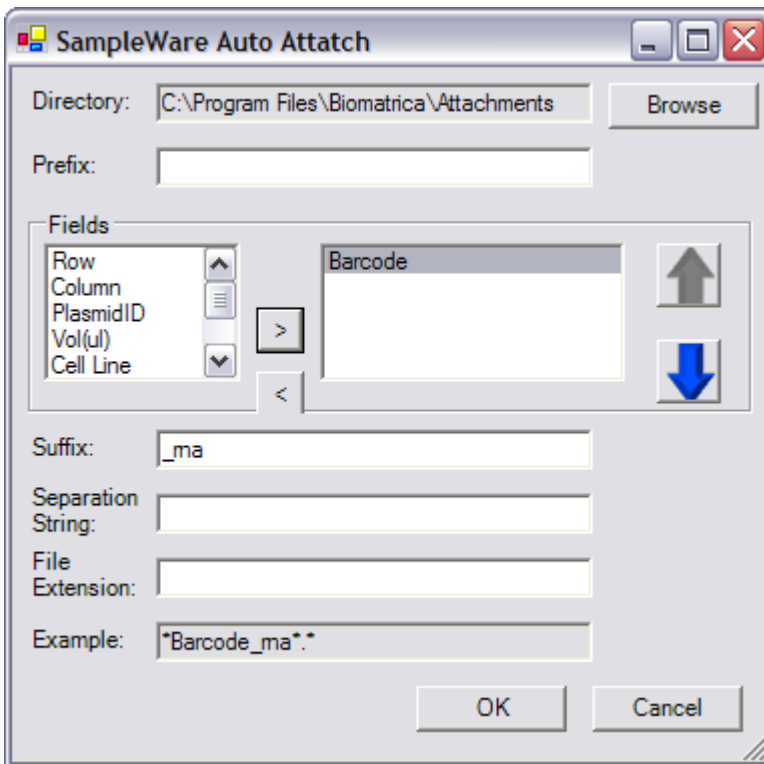 SampleWare Auto Attatch
Directory: C:\Program Files\Biomatrica\Attachments Browse
Prefix:
Fields
Row
Column
PlasmidID
Vol(ul)
Cell Line
>
<
Barcode
Suffix: _ma
Separation
String:
File
Extension:
Example: *Barcode_ma*.*
OK Cancel